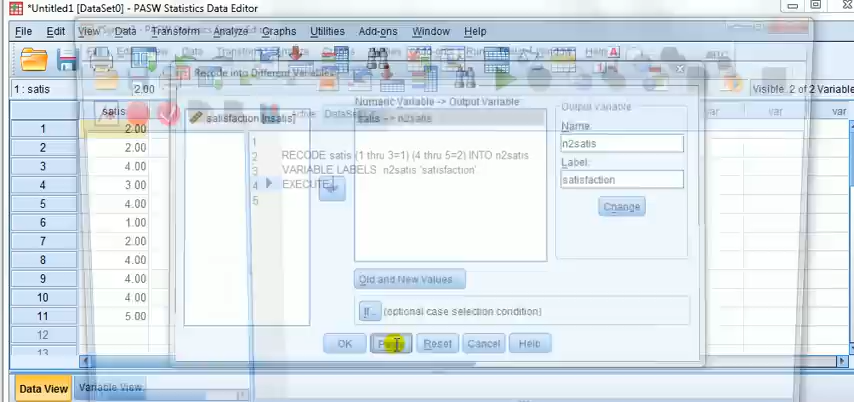 *Untitled1 [DataSet0] - PASW Statistics Data Editor
File Edit View Data Transform Analyze Graphs Utilities Add-ons Window Help
Recode into Different Variables
1 : satis 2.00 Visible: 2 of 2 Variable
satis var var var
Numeric Variable -> Output Variable
Output Variable
satisfaction [nsatis]
Active DataSet
satis --> n2satis
Name:
n2satis
Label:
satisfaction
Change
1 2.00
2 2.00
3 4.00
4 3.00
5 4.00
6 1.00
7 2.00
8 4.00
9 4.00
10 4.00
11 5.00
12
13
1
2 RECODE satis (1 thru 3=1) (4 thru 5=2) INTO n2satis
3 VARIABLE LABELS n2satis 'satisfaction'
4 EXECUTE.
5
Old and New Values...
If... (optional case selection condition)
OK Paste Reset Cancel Help
Data View Variable View